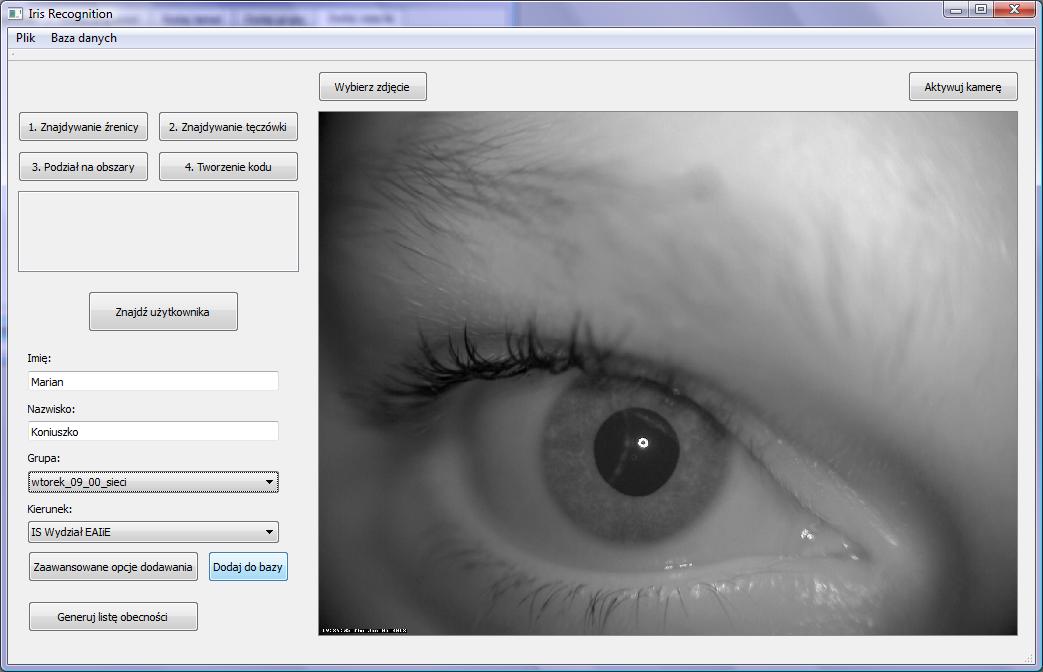 Iris Recognition
Plik Baza danych
Wybierz zdjęcie
Aktywuj kamerę
1. Znajdywanie źrenicy
2. Znajdywanie tęczówki
3. Podział na obszary
4. Tworzenie kodu
Znajdź użytkownika
Imię:
Marian
Nazwisko:
Koniuszko
Grupa:
wtorek_09_00_sieci
Kierunek:
IS Wydział EAIiE
Zaawansowane opcje dodawania
Dodaj do bazy
Generuj listę obecności